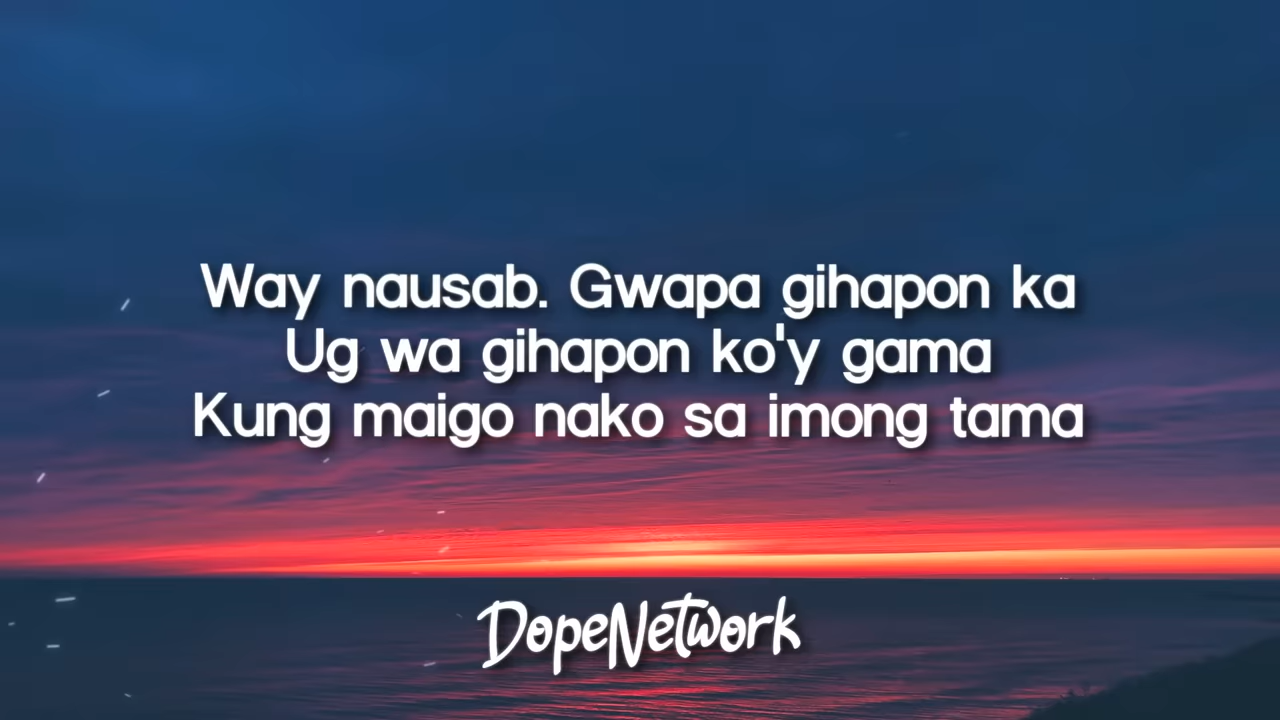 Way nausab. Gwapa gihapon ka
Ug wa gihapon ko'y gama
Kung maigo nako sa imong tama
DopeNetwork